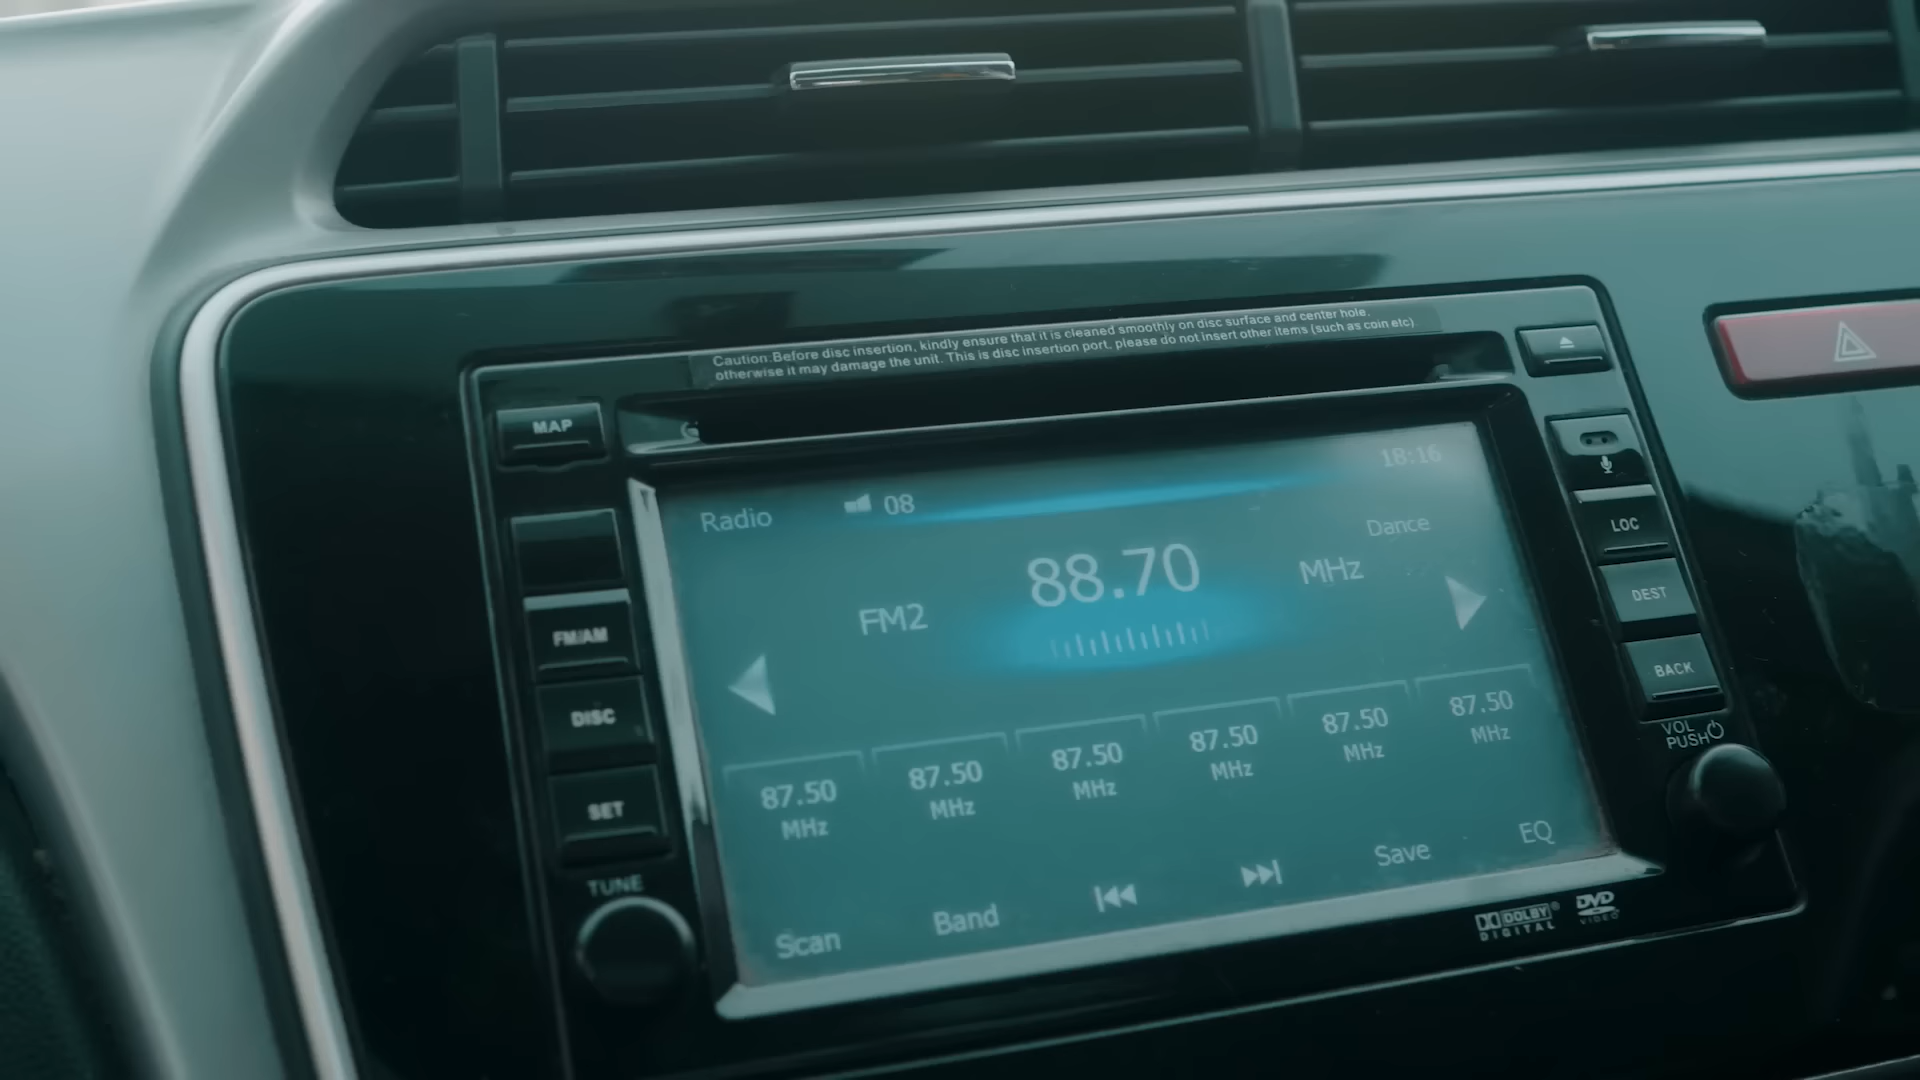 Caution:Before disc insertion, kindly ensure that it is cleaned smoothly on disc surface and center hole.
otherwise it may damage the unit. This is disc insertion port, please do not insert other items (such as coin etc).
MAP
FM/AM
DISC
SET
TUNE
Radio
08
18:16
Dance
FM2
88.70
MHz
87.50
MHz
87.50
MHz
87.50
MHz
87.50
MHz
87.50
MHz
87.50
MHz
Scan
Band
Save
EQ
LOC
DEST
BACK
VOL
PUSH
DOLBY®
DIGITAL
DVD
VIDEO